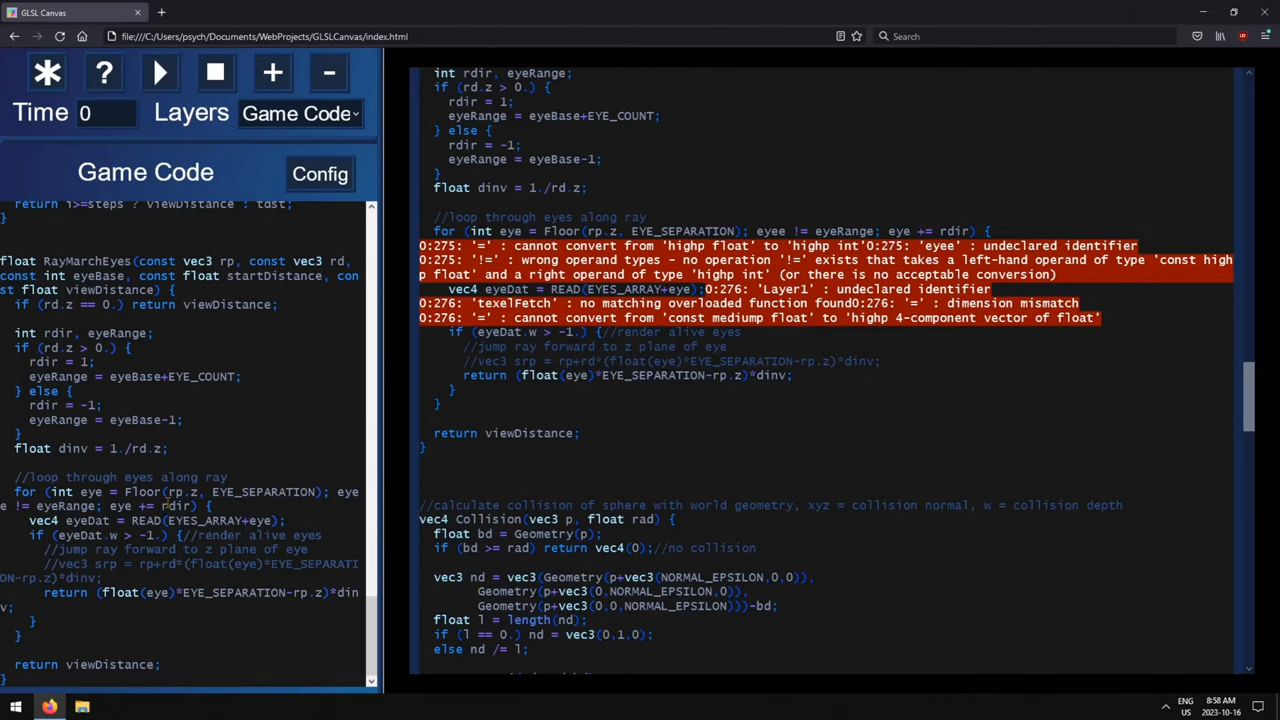 GLSL Canvas
file:///C:/Users/psych/Documents/WebProjects/GLSLCanvas/index.html
Search
* ? + -
Time 0 Layers Game Code
Game Code Config
return i>=steps ? viewDistance : tdst;
}
float RayMarchEyes(const vec3 rp, const vec3 rd,
const int eyeBase, const float startDistance, con
st float viewDistance) {
if (rd.z == 0.) return viewDistance;
int rdir, eyeRange;
if (rd.z > 0.) {
rdir = 1;
eyeRange = eyeBase+EYE_COUNT;
} else {
rdir = -1;
eyeRange = eyeBase-1;
}
float dinv = 1./rd.z;
//loop through eyes along ray
for (int eye = Floor(rp.z, EYE_SEPARATION); eye
e != eyeRange; eye += rdir) {
vec4 eyeDat = READ(EYES_ARRAY+eye);
if (eyeDat.w > -1.) {//render alive eyes
//jump ray forward to z plane of eye
//vec3 srp = rp+rd*(float(eye)*EYE_SEPARATI
ON-rp.z)*dinv;
return (float(eye)*EYE_SEPARATION-rp.z)*din
v;
}
}
return viewDistance;
}
int rdir, eyeRange;
if (rd.z > 0.) {
rdir = 1;
eyeRange = eyeBase+EYE_COUNT;
} else {
rdir = -1;
eyeRange = eyeBase-1;
}
float dinv = 1./rd.z;
//loop through eyes along ray
for (int eye = Floor(rp.z, EYE_SEPARATION); eyee != eyeRange; eye += rdir) {
0:275: '=' : cannot convert from 'highp float' to 'highp int'0:275: 'eyee' : undeclared identifier
0:275: '!=' : wrong operand types - no operation '!=' exists that takes a left-hand operand of type 'const high
p float' and a right operand of type 'highp int' (or there is no acceptable conversion)
vec4 eyeDat = READ(EYES_ARRAY+eye);0:276: 'Layer1' : undeclared identifier
0:276: 'texelFetch' : no matching overloaded function found0:276: '=' : dimension mismatch
0:276: '=' : cannot convert from 'const mediump float' to 'highp 4-component vector of float'
if (eyeDat.w > -1.) {//render alive eyes
//jump ray forward to z plane of eye
//vec3 srp = rp+rd*(float(eye)*EYE_SEPARATION-rp.z)*dinv;
return (float(eye)*EYE_SEPARATION-rp.z)*dinv;
}
}
return viewDistance;
}
//calculate collision of sphere with world geometry, xyz = collision normal, w = collision depth
vec4 Collision(vec3 p, float rad) {
float bd = Geometry(p);
if (bd >= rad) return vec4(0);//no collision
vec3 nd = vec3(Geometry(p+vec3(NORMAL_EPSILON,0,0)),
Geometry(p+vec3(0,NORMAL_EPSILON,0)),
Geometry(p+vec3(0,0,NORMAL_EPSILON)))-bd;
float l = length(nd);
if (l == 0.) nd = vec3(0,1,0);
else nd /= l;
ENG
US
8:58 AM
2023-10-16